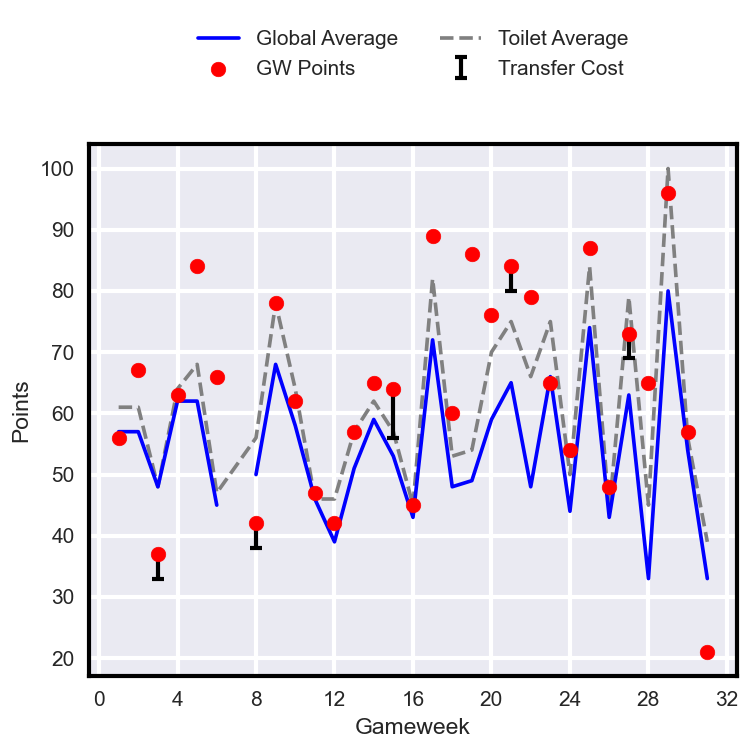 Global Average
Toilet Average
GW Points
Transfer Cost
100
90
80
70
60
50
40
30
20
Points
0 4 8 12 16 20 24 28 32
Gameweek